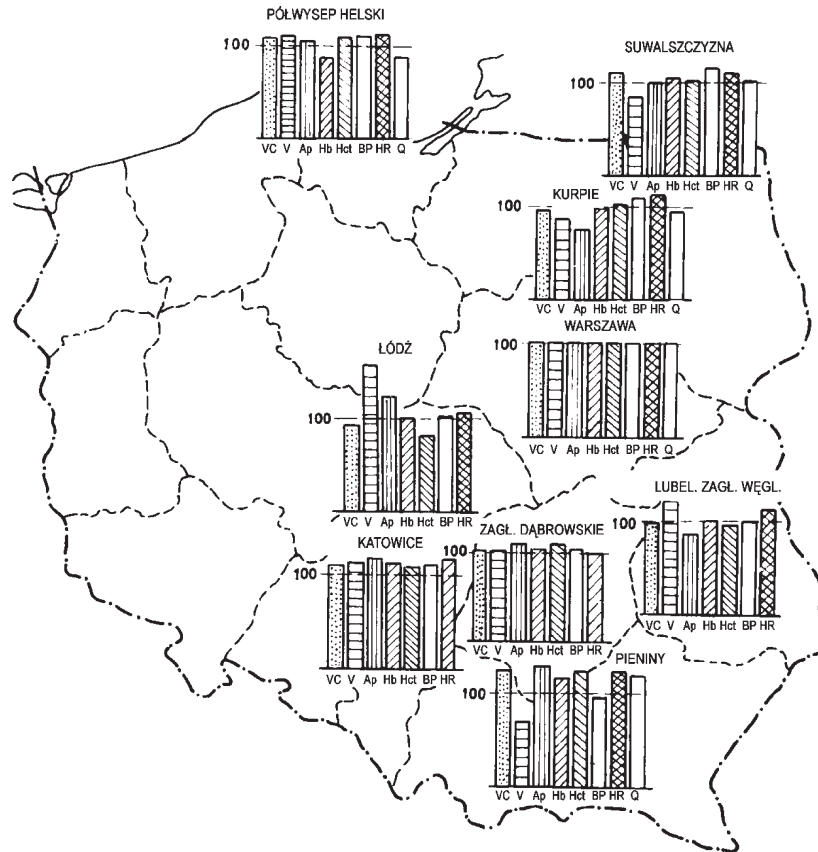 PÓŁWYSEP HELSKI
100
VC V Ap Hb Hct BP HR Q
SUWALSZCZYZNA
100
VC V Ap Hb Hct BP HR Q
KURPIE
100
VC V Ap Hb Hct BP HR Q
WARSZAWA
100
VC V Ap Hb Hct BP HR Q
ŁÓDŹ
100
VC V Ap Hb Hct BP HR
LUBEL. ZAGŁ. WĘGL.
100
VC V Ap Hb Hct BP HR
ZAGŁ. DĄBROWSKIE
100
VC V Ap Hb Hct BP HR
KATOWICE
100
VC V Ap Hb Hct BP HR
PIENINY
100
VC V Ap Hb Hct BP HR Q